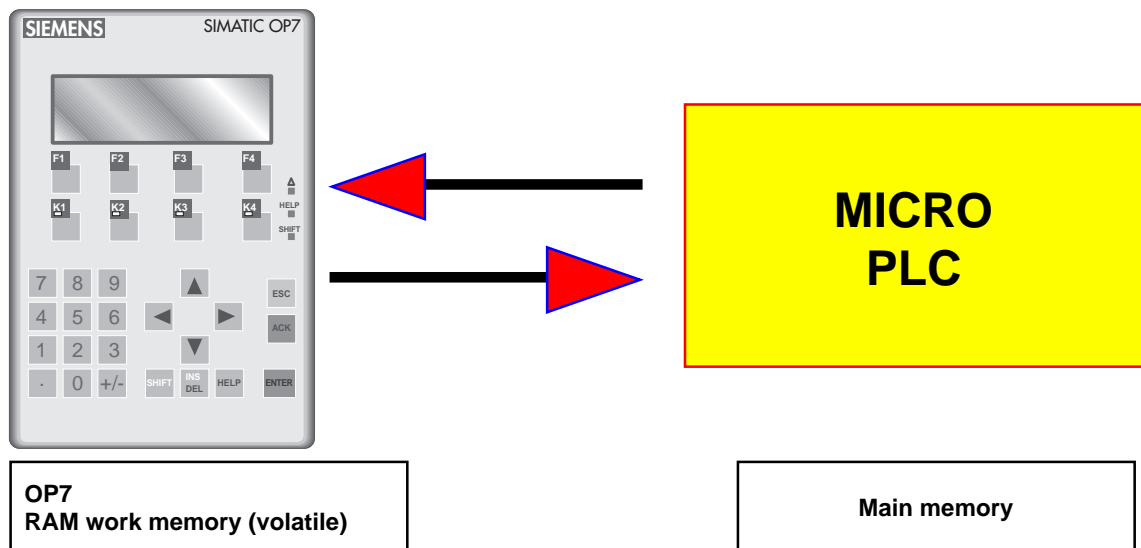 SIEMENS SIMATIC OP7
F1 F2 F3 F4
K1 K2 K3 K4
HELP
SHIFT
7 8 9
ESC
4 5 6
ACK
1 2 3
. 0 +/- SHIFT INS DEL HELP ENTER
MICRO
PLC
OP7
RAM work memory (volatile)
Main memory